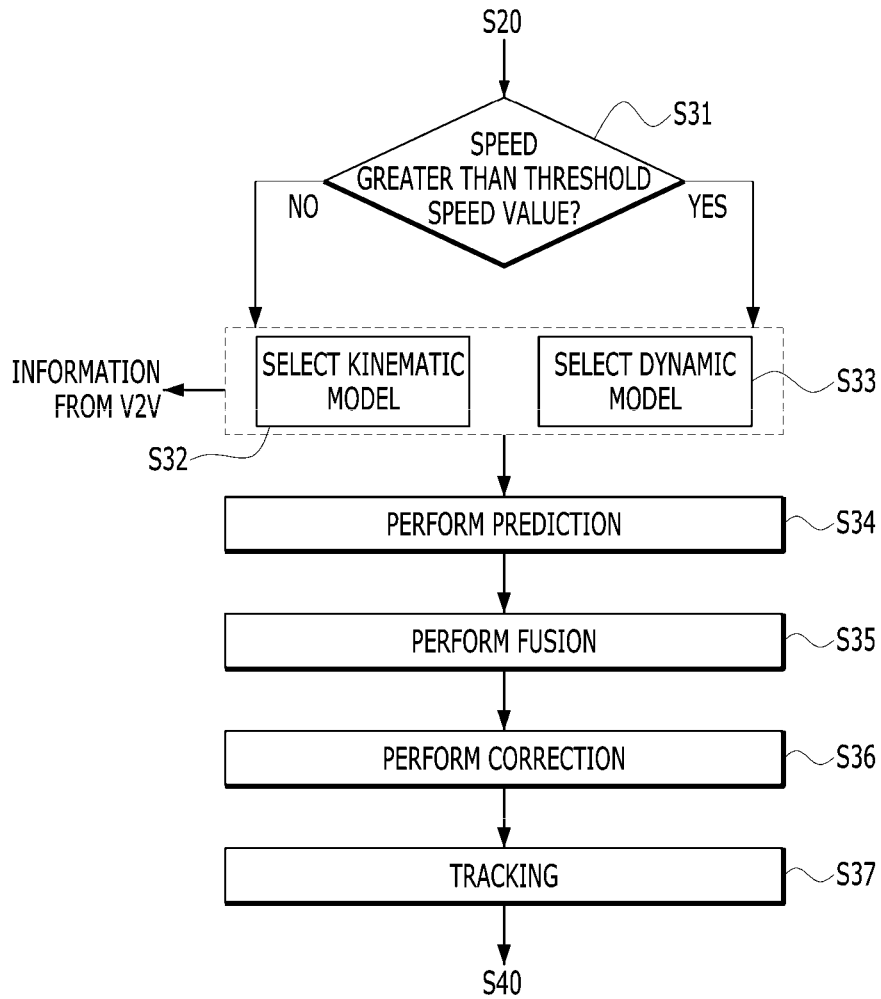 S20
S31
SPEED
GREATER THAN THRESHOLD
SPEED VALUE?
NO
YES
INFORMATION
FROM V2V
SELECT KINEMATIC
MODEL
SELECT DYNAMIC
MODEL
S33
S32
PERFORM PREDICTION
S34
PERFORM FUSION
S35
PERFORM CORRECTION
S36
TRACKING
S37
S40